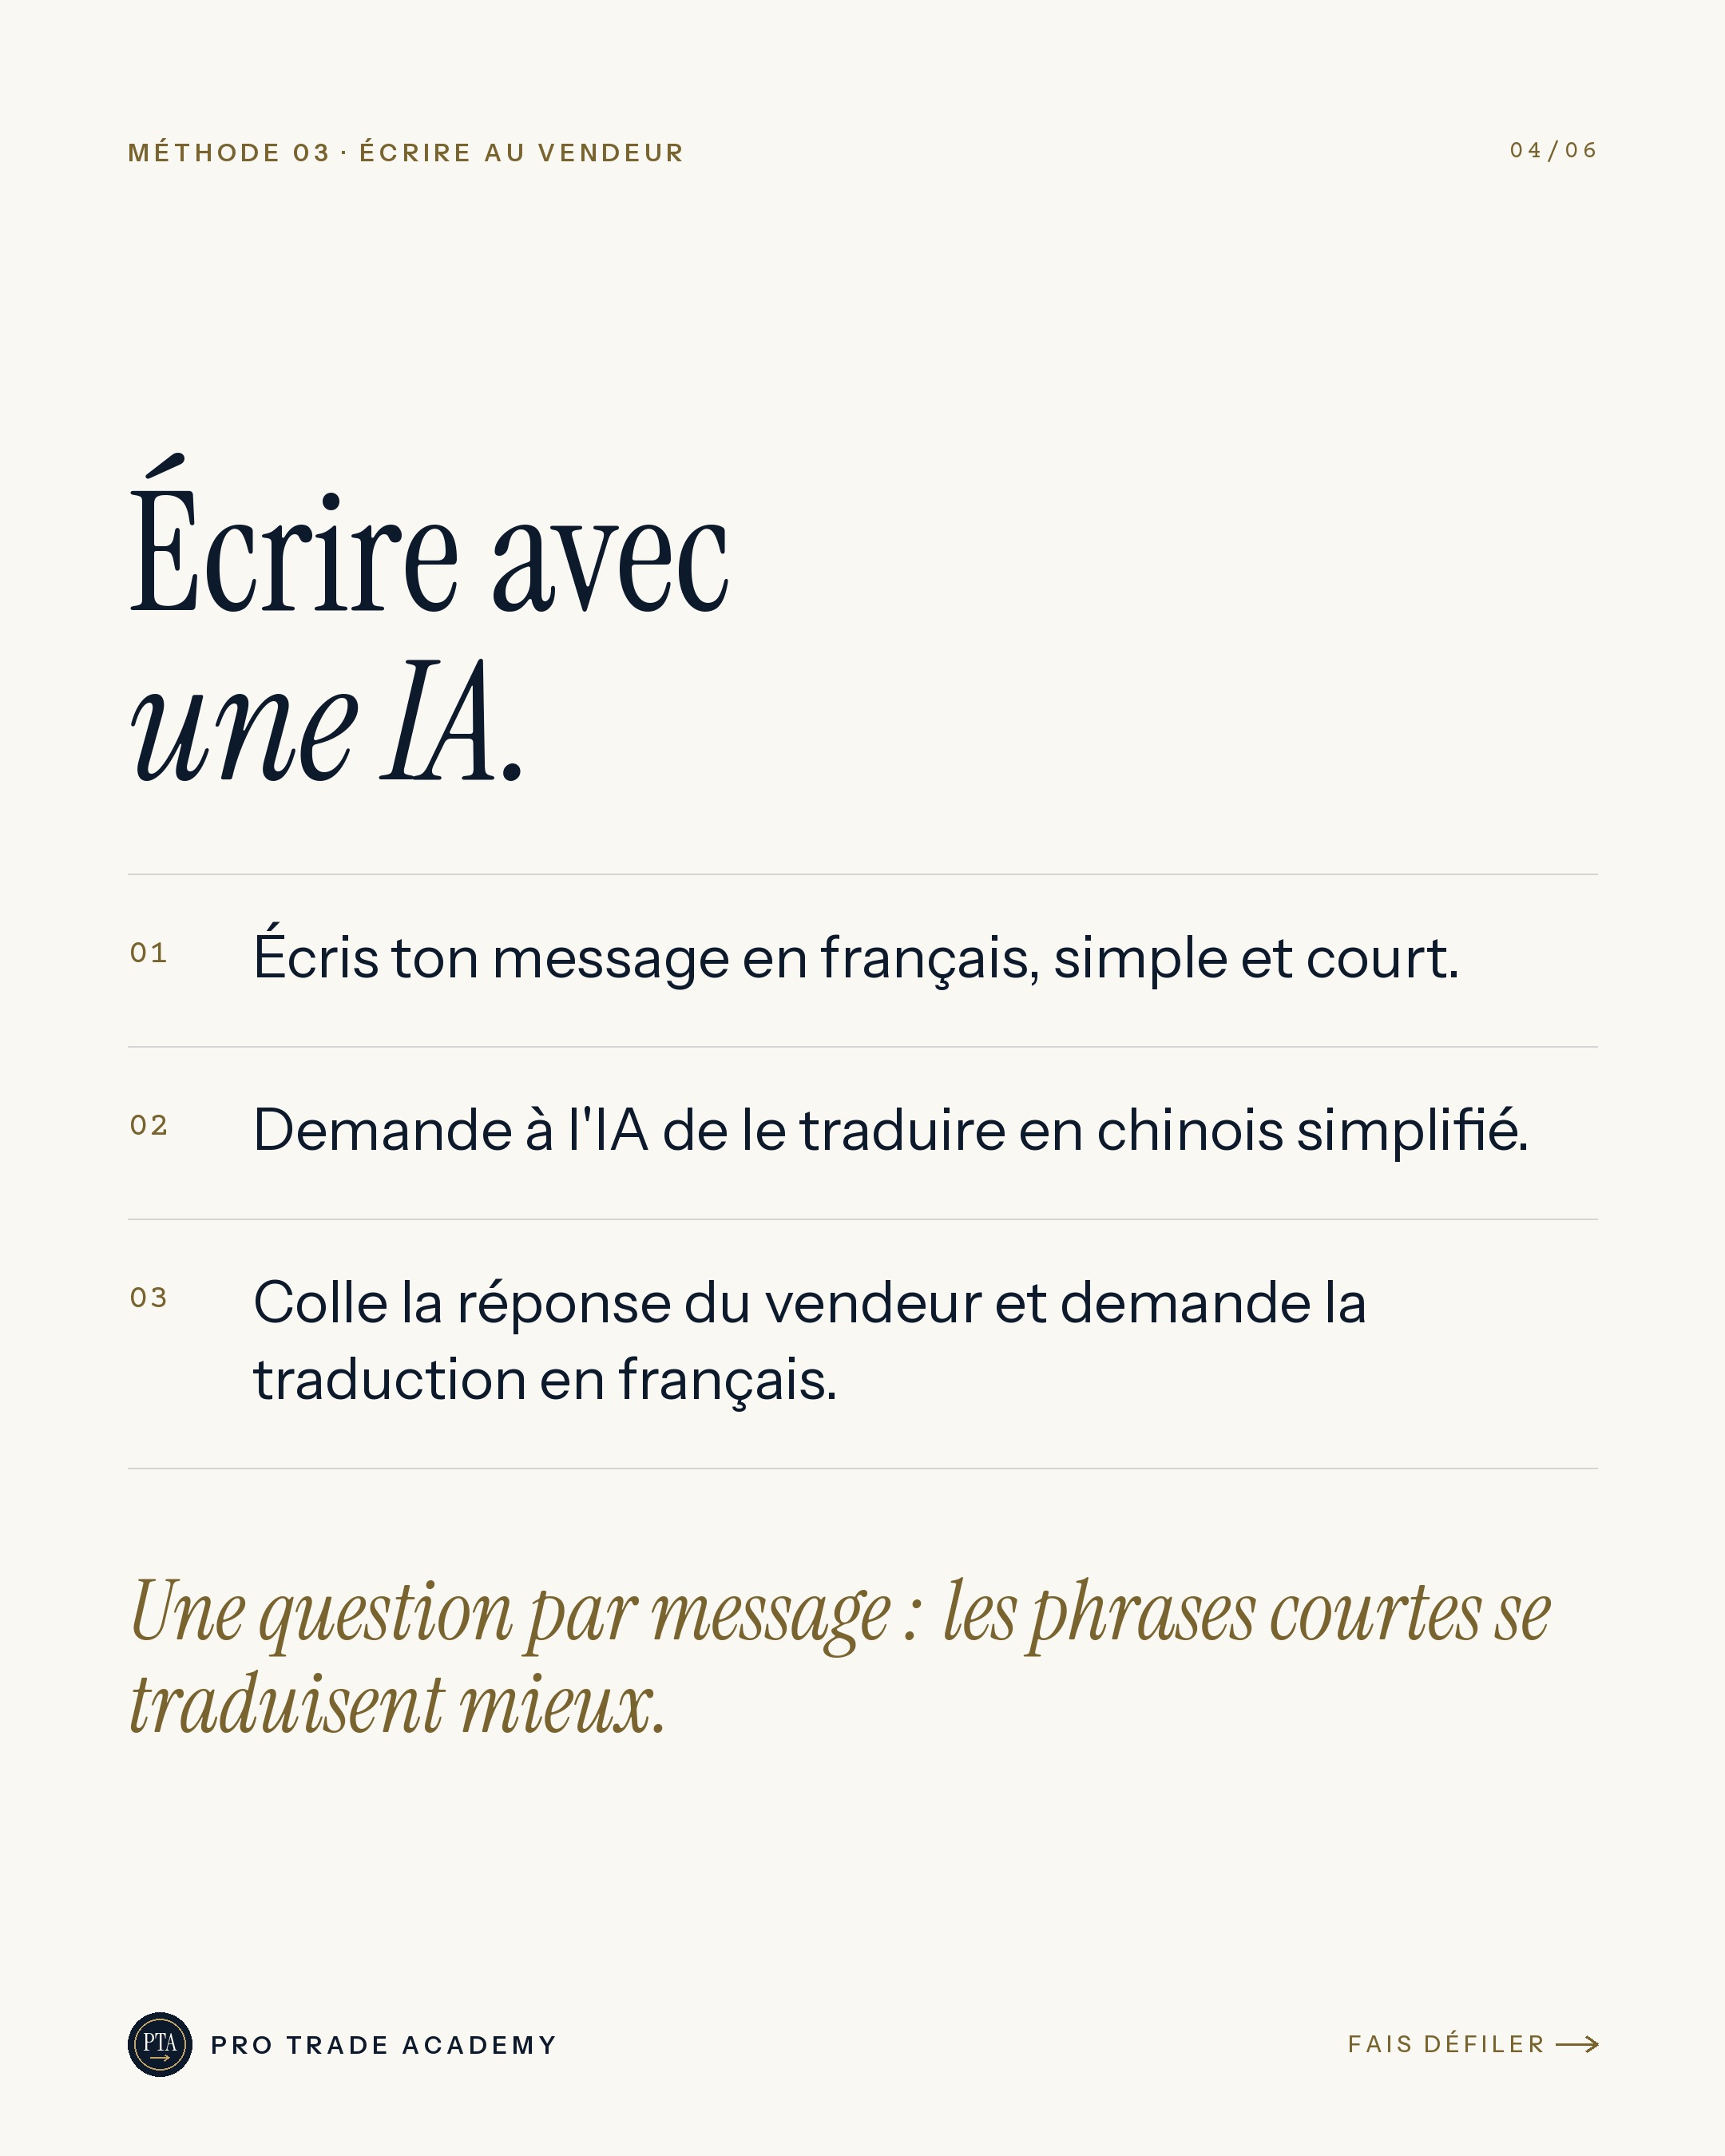 MÉTHODE 03 · ÉCRIRE AU VENDEUR
04/06
Écrire avec
une IA.
01
Écris ton message en français, simple et court.
02
Demande à l'IA de le traduire en chinois simplifié.
03
Colle la réponse du vendeur et demande la
traduction en français.
Une question par message : les phrases courtes se
traduisent mieux.
PTA
PRO TRADE ACADEMY
FAIS DÉFILER